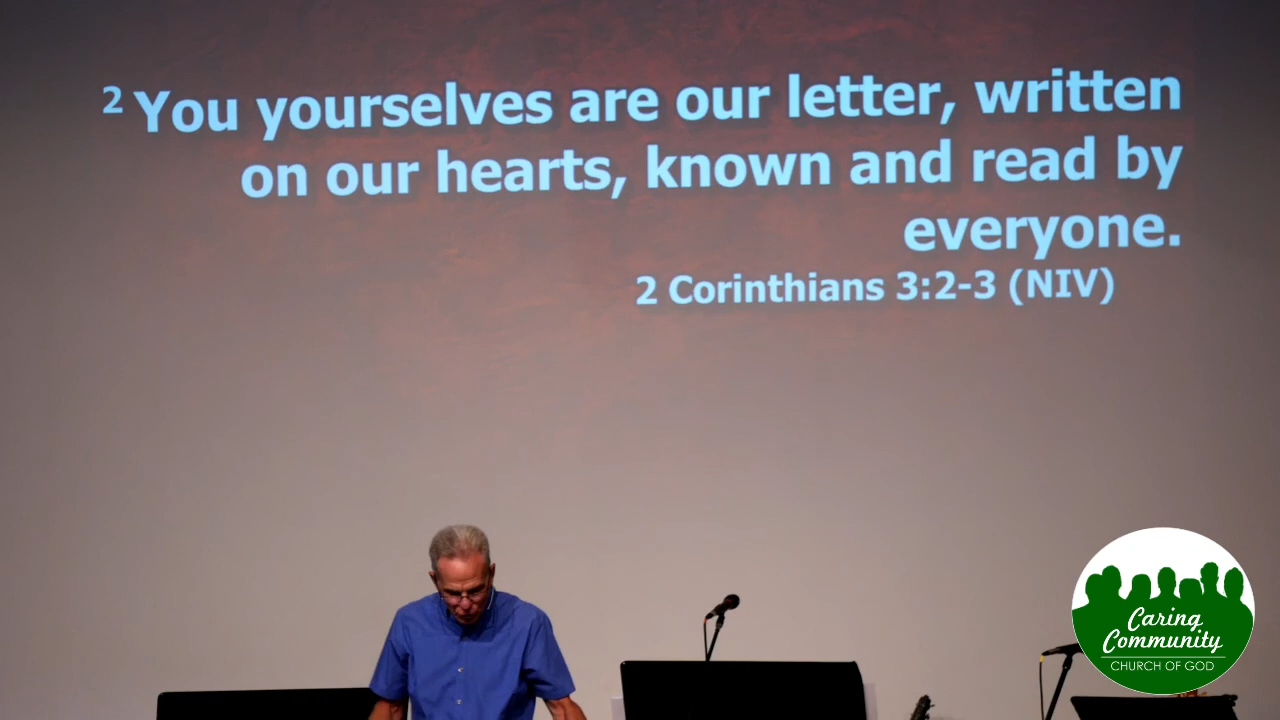 2 You yourselves are our letter, written
on our hearts, known and read by
everyone.
2 Corinthians 3:2-3 (NIV)
Caring
Community
CHURCH OF GOD